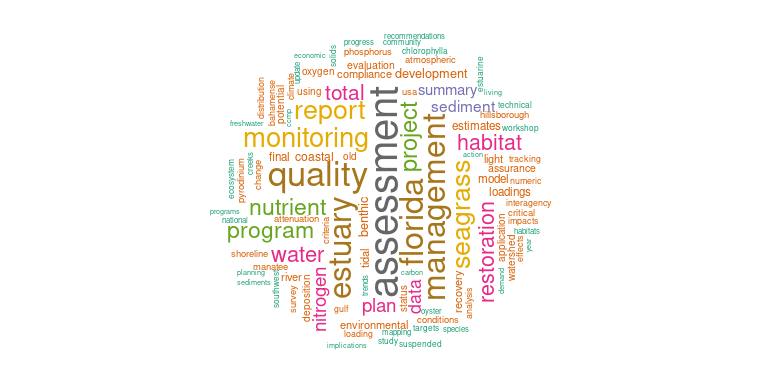 recommendations
progress
community
economic
solids
phosphorus
chlorophylla
atmospheric
estuarine
update
oxygen
evaluation
compliance
development
living
distribution
climate
bahamense
potential
using
total
usa
summary
ccmp
report
sediment
technical
hillsborough
freshwater
monitoring
project
estimates
workshop
habitat
final
coastal
old
assessment
management
action
light
tracking
creeks
change
quality
assurance
ecosystem
pyrodinium
model
numeric
florida
seagrass
loadings
nutrient
estuary
benthic
interagency
programs
national
attenuation
critical
impacts
program
criteria
restoration
application
habitats
year
shoreline
water
tidal
watershed
effects
manatee
planning
river
carbon
sediments
southwest
survey
deposition
nitrogen
trends
status
data
recovery
analysis
demand
gulf
plan
oyster
conditions
environmental
targets
species
loading
mapping
study
suspended
implications